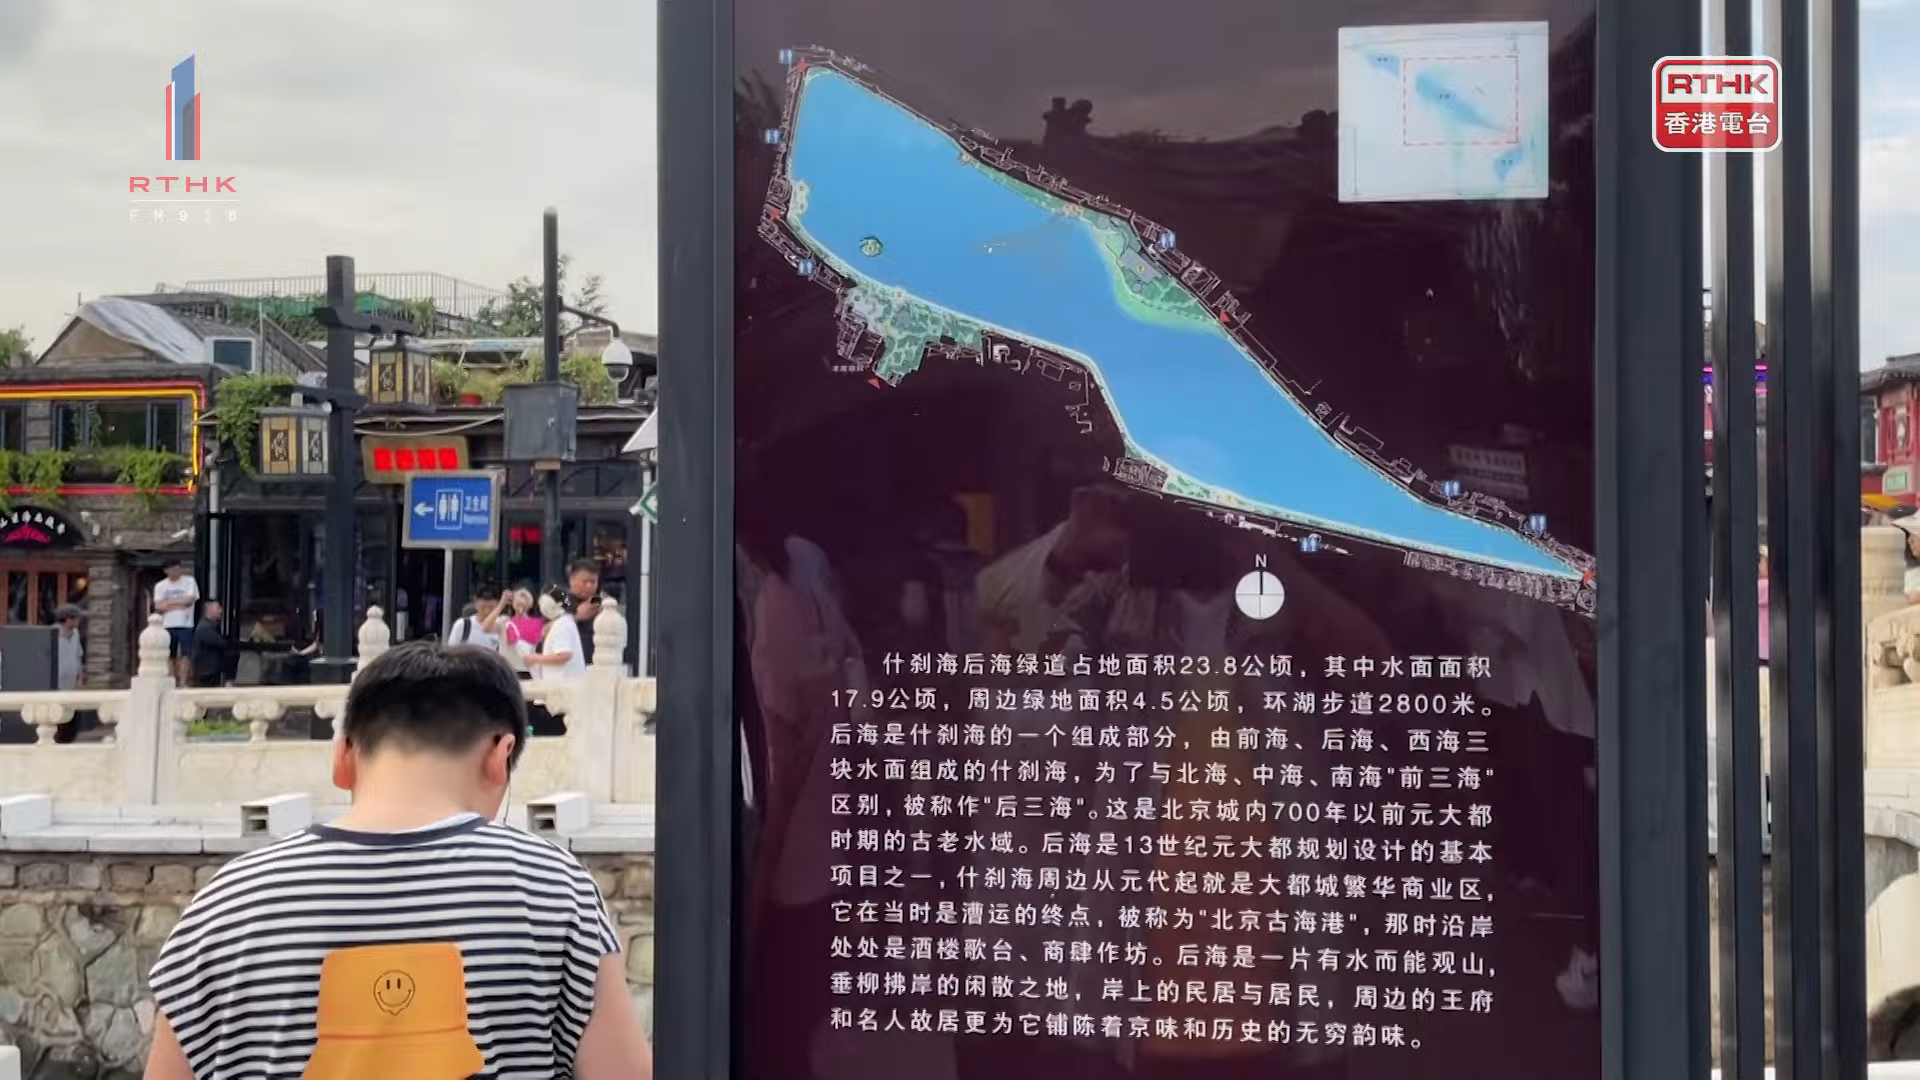 RTHK
FM926
RTHK
香港電台
卫生间
N
什刹海后海绿道占地面积23.8公顷，其中水面面积
17.9公顷，周边绿地面积4.5公顷，环湖步道2800米。
后海是什刹海的一个组成部分，由前海、后海、西海三
块水面组成的什刹海，为了与北海、中海、南海"前三海"
区别，被称作"后三海"。这是北京城内700年以前元大都
时期的古老水域。后海是13世纪元大都规划设计的基本
项目之一，什刹海周边从元代起就是大都城繁华商业区，
它在当时是漕运的终点，被称为"北京古海港"，那时沿岸
处处是酒楼歌台、商肆作坊。后海是一片有水而能观山，
垂柳拂岸的闲散之地，岸上的民居与居民，周边的王府
和名人故居更为它铺陈着京味和历史的无穷韵味。